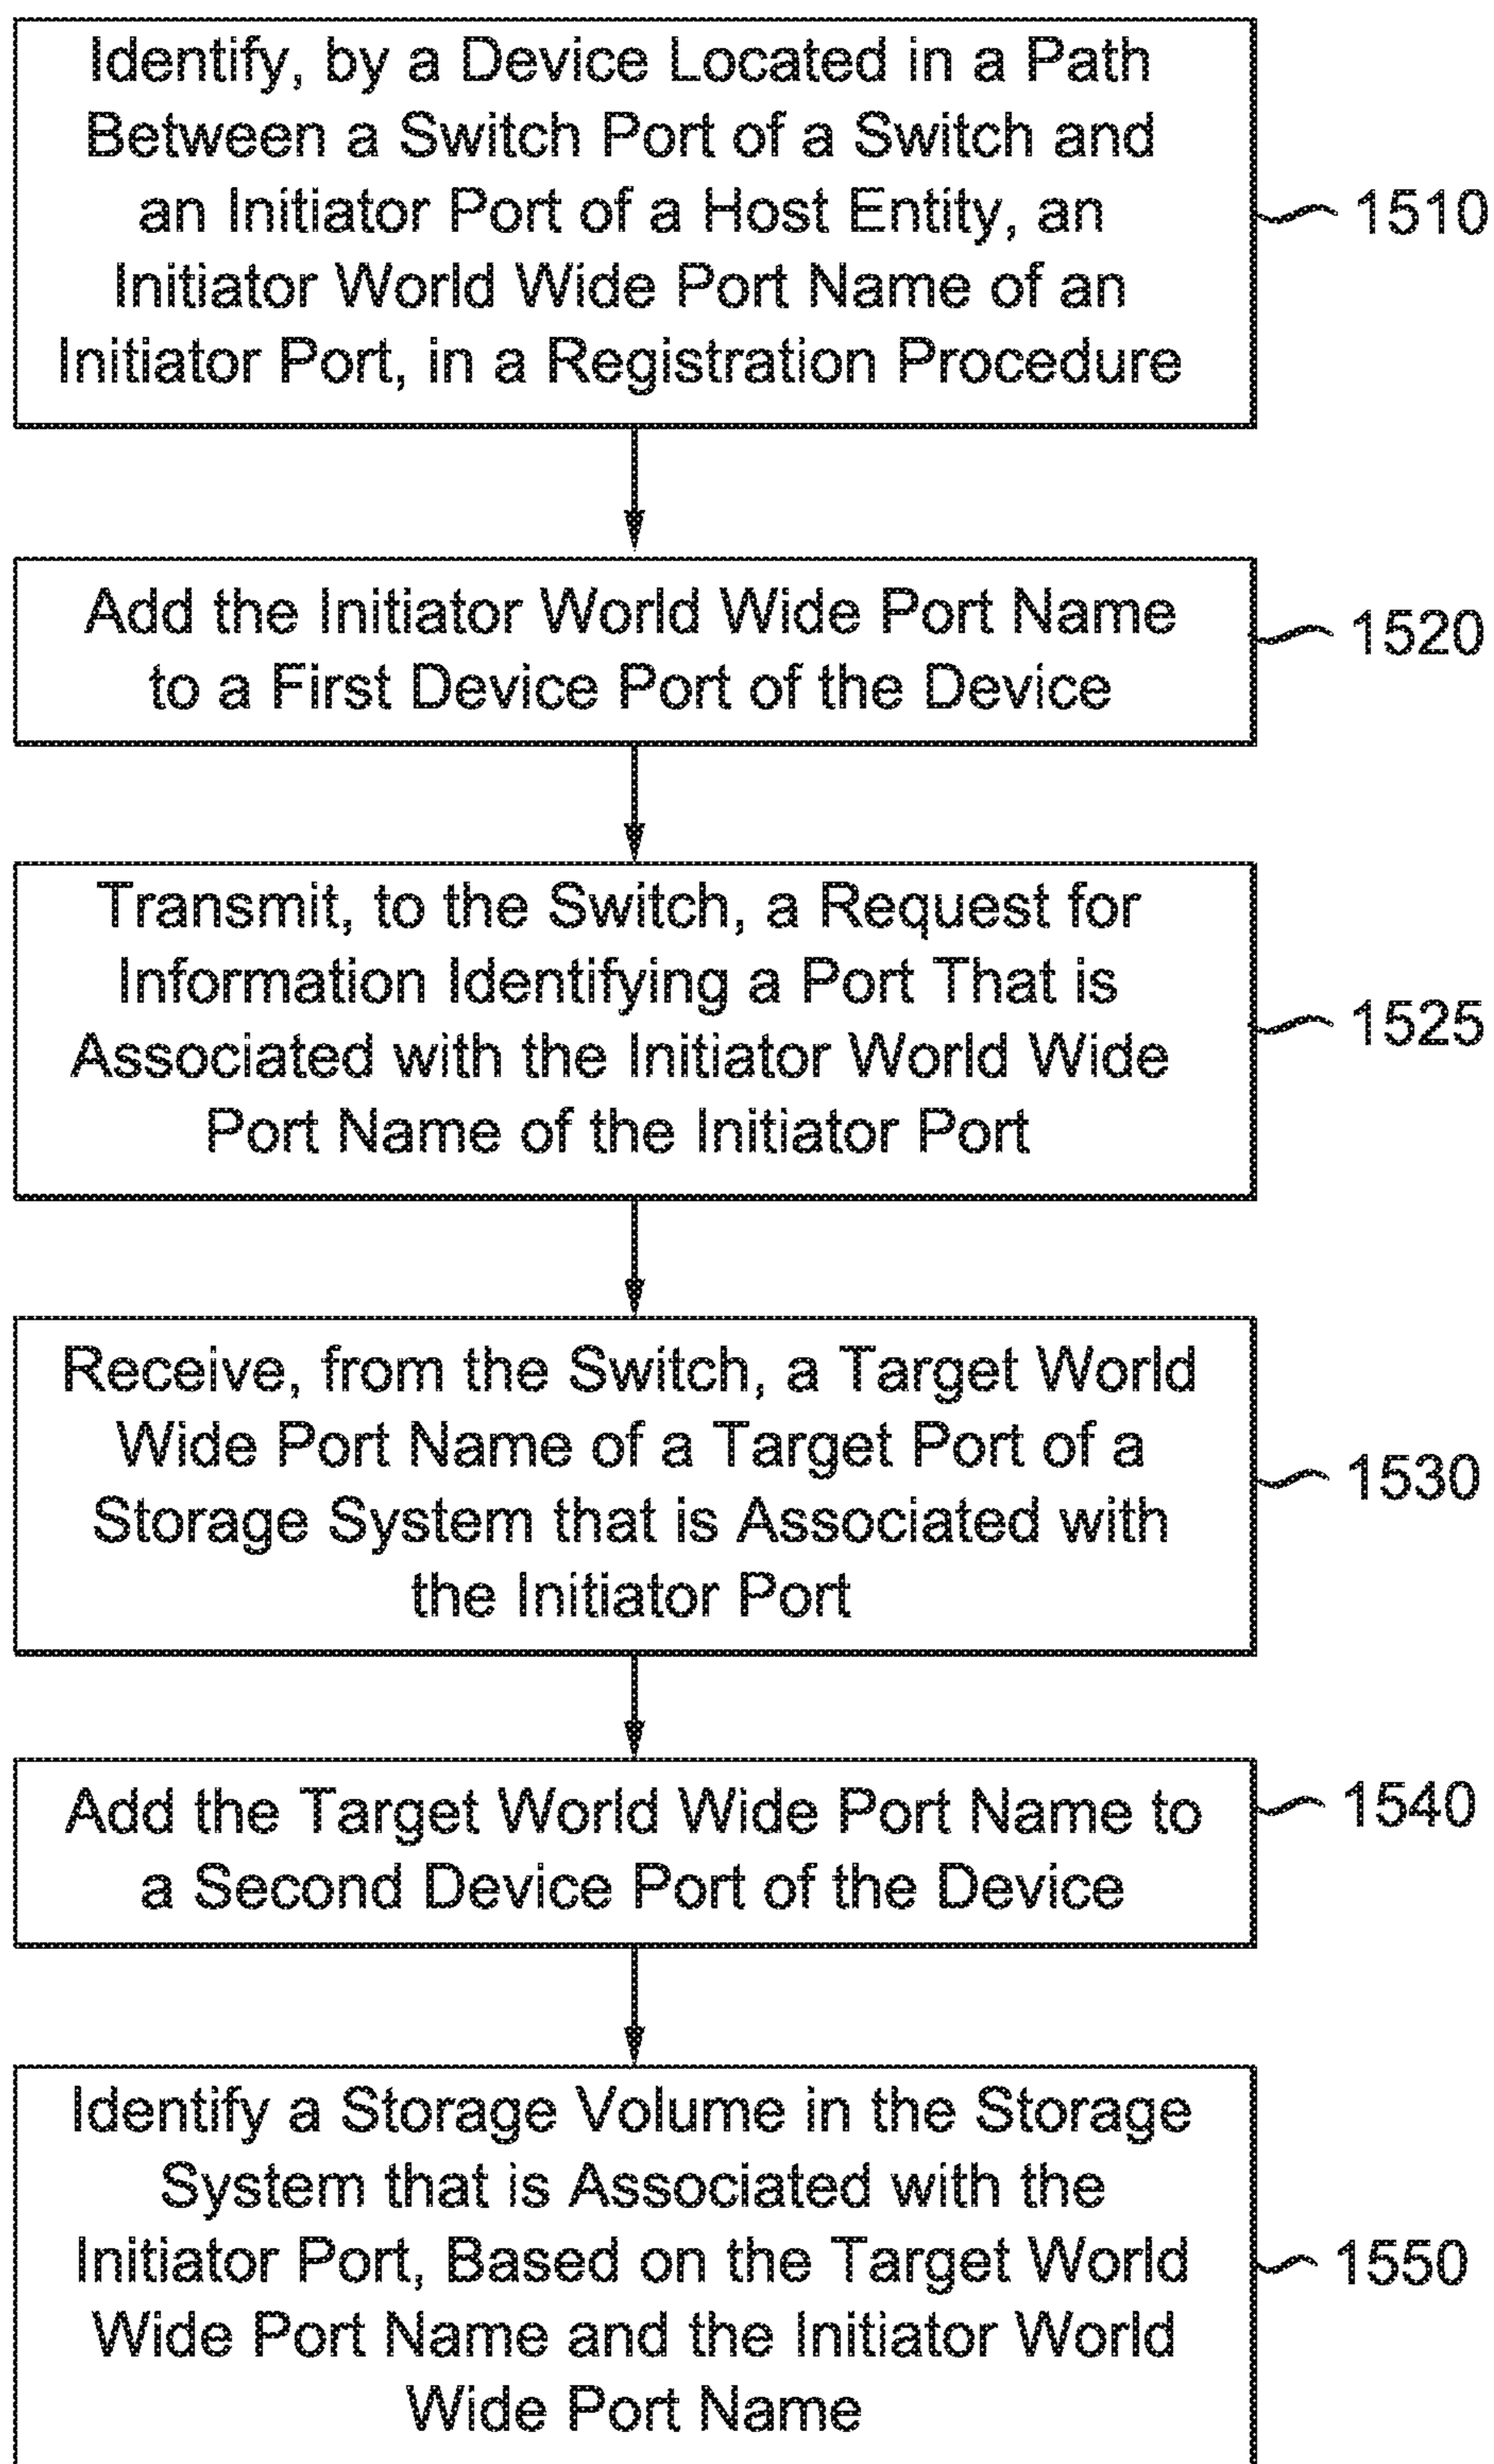 Identify, by a Device Located in a Path
Between a Switch Port of a Switch and
an Initiator Port of a Host Entity, an
Initiator World Wide Port Name of an
Initiator Port, in a Registration Procedure
1510
Add the Initiator World Wide Port Name
to a First Device Port of the Device
1520
Transmit, to the Switch, a Request for
Information Identifying a Port That is
Associated with the Initiator World Wide
Port Name of the Initiator Port
1525
Receive, from the Switch, a Target World
Wide Port Name of a Target Port of a
Storage System that is Associated with
the Initiator Port
1530
Add the Target World Wide Port Name to
a Second Device Port of the Device
1540
Identify a Storage Volume in the Storage
System that is Associated with the
Initiator Port, Based on the Target World
Wide Port Name and the Initiator World
Wide Port Name
1550